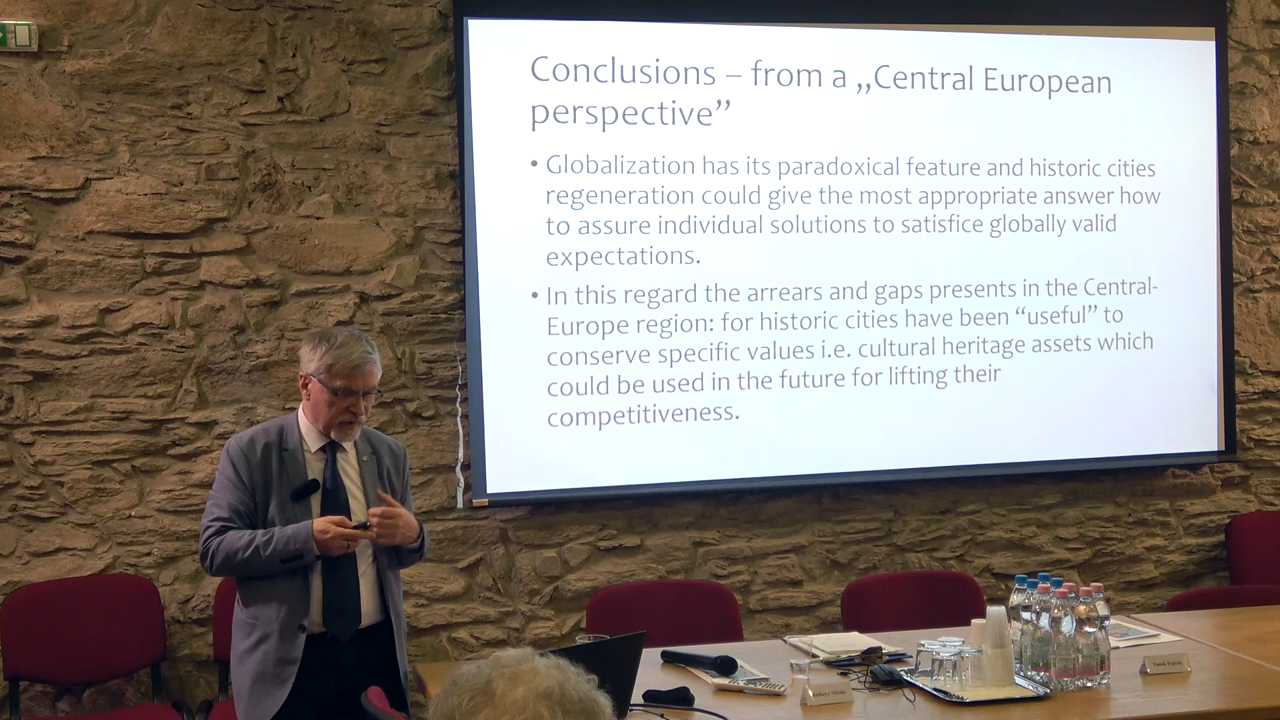 Conclusions – from a „Central European
perspective”
• Globalization has its paradoxical feature and historic cities
regeneration could give the most appropriate answer how
to assure individual solutions to satisfice globally valid
expectations.
• In this regard the arrears and gaps presents in the Central-
Europe region: for historic cities have been “useful” to
conserve specific values i.e. cultural heritage assets which
could be used in the future for lifting their
competitiveness.